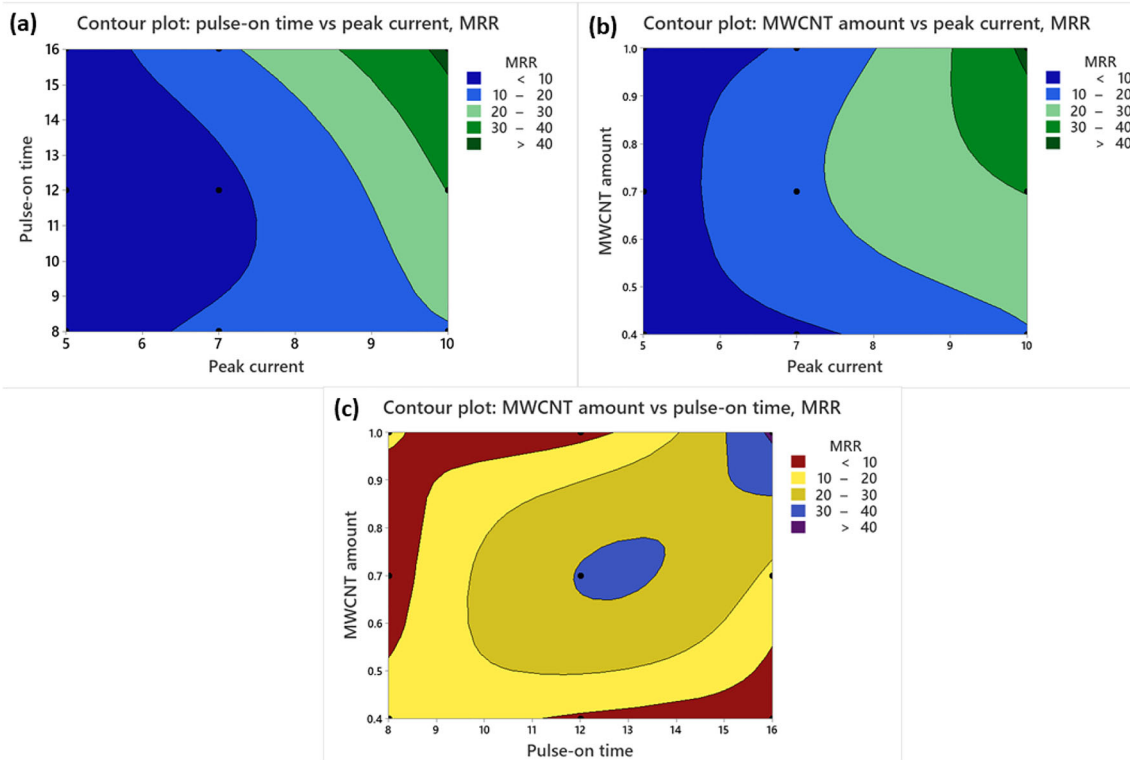 (a)
Contour plot: pulse-on time vs peak current, MRR
16
15
14
13
12
11
10
9
8
Pulse-on time
5 6 7 8 9 10
Peak current
MRR
< 10
10 – 20
20 – 30
30 – 40
> 40
(b)
Contour plot: MWCNT amount vs peak current, MRR
1.0
0.9
0.8
0.7
0.6
0.5
0.4
MWCNT amount
5 6 7 8 9 10
Peak current
MRR
< 10
10 – 20
20 – 30
30 – 40
> 40
(c)
Contour plot: MWCNT amount vs pulse-on time, MRR
1.0
0.9
0.8
0.7
0.6
0.5
0.4
MWCNT amount
8 9 10 11 12 13 14 15 16
Pulse-on time
MRR
< 10
10 – 20
20 – 30
30 – 40
> 40